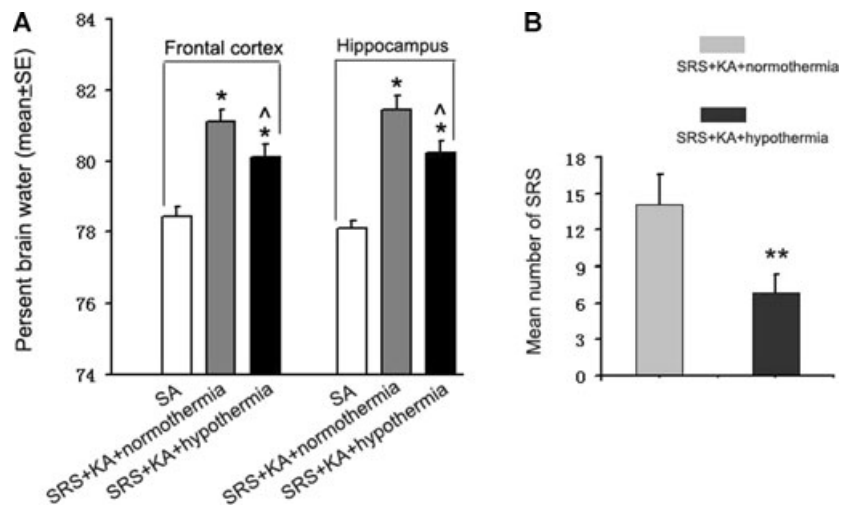 A
Persent brain water (mean±SE)
84
82
80
78
76
74
Frontal cortex
Hippocampus
*
^
*
*
^
*
SA
SRS+KA+normothermia
SRS+KA+hypothermia
SA
SRS+KA+normothermia
SRS+KA+hypothermia
B
SRS+KA+normothermia
SRS+KA+hypothermia
Mean number of SRS
18
15
12
9
6
3
0
**